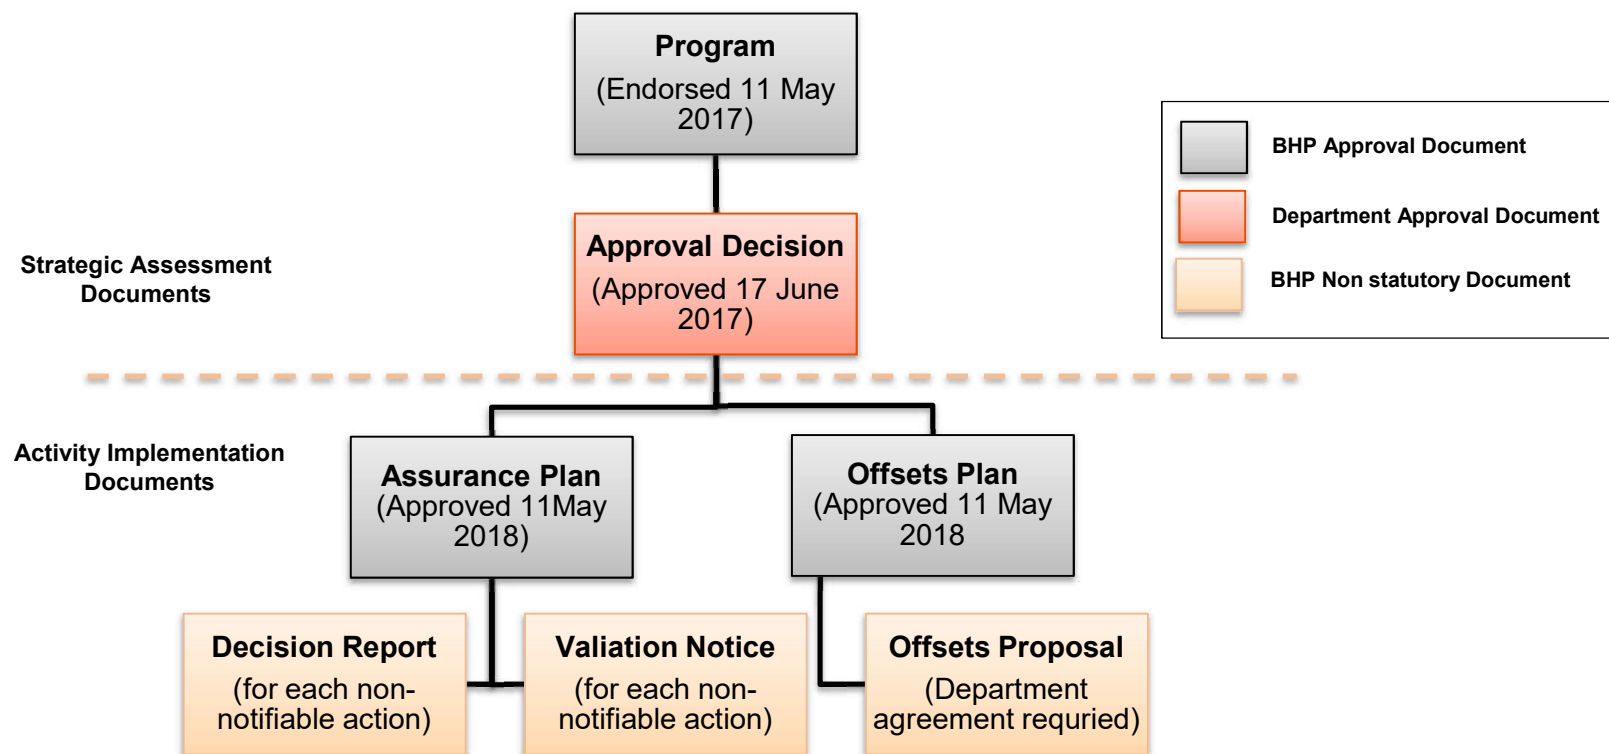 Program
(Endorsed 11 May
2017)
BHP Approval Document
Department Approval Document
BHP Non statutory Document
Approval Decision
(Approved 17 June
2017)
Strategic Assessment
Documents
Activity Implementation
Documents
Assurance Plan
(Approved 11May
2018)
Offsets Plan
(Approved 11 May
2018
Decision Report
(for each non-
notifiable action)
Valiation Notice
(for each non-
notifiable action)
Offsets Proposal
(Department
agreement requried)